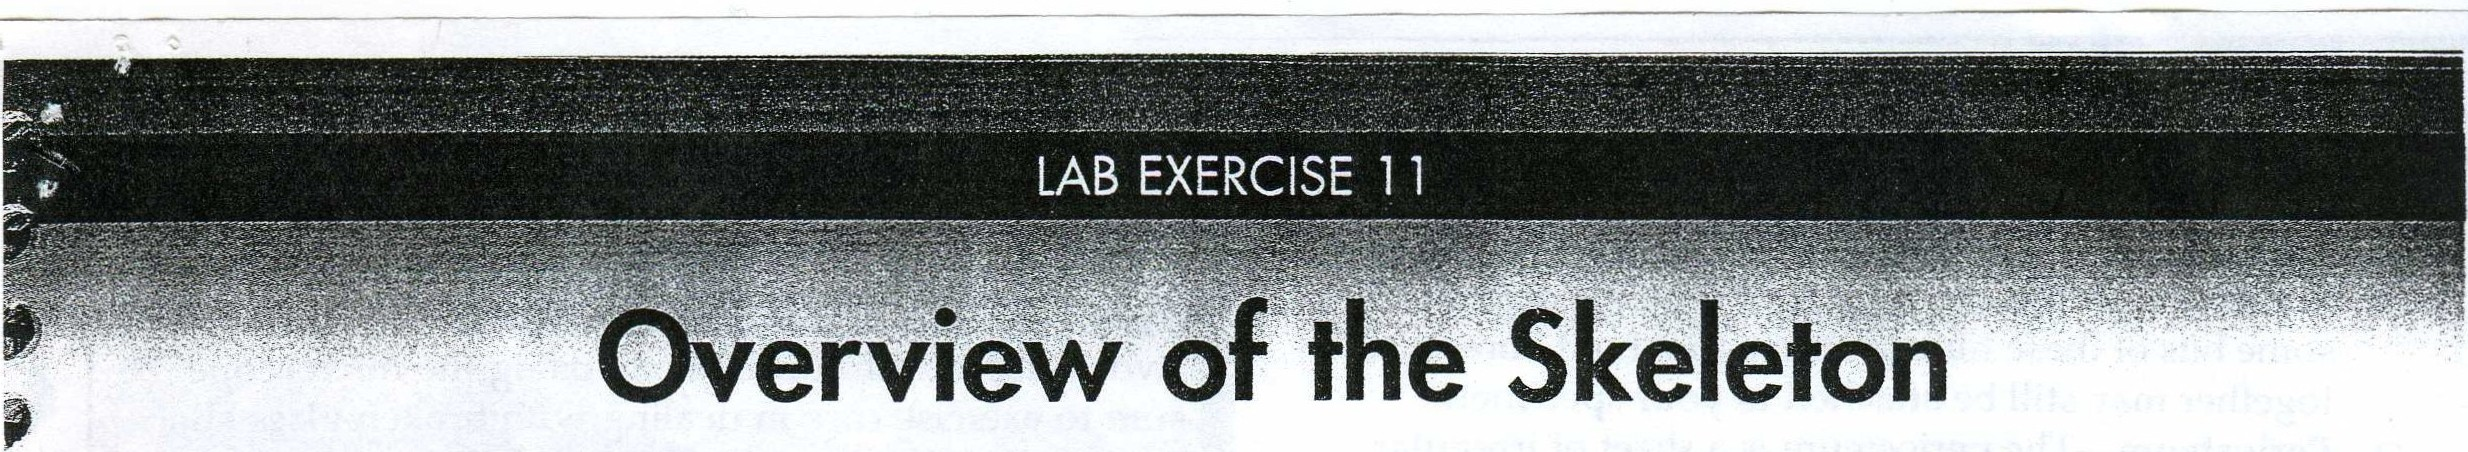 LAB EXERCISE 11
Overview of the Skeleton